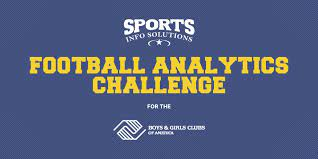 SPORTS
INFO SOLUTIONS
FOOTBALL ANALYTICS
CHALLENGE
FOR THE
BOYS & GIRLS CLUBS
OF AMERICA